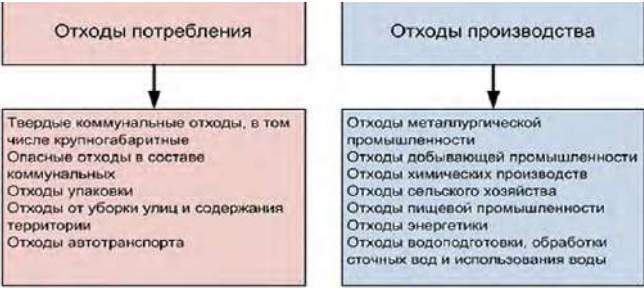 Отходы потребления
Твердые коммунальные отходы, в том
числе крупногабаритные
Опасные отходы в составе
коммунальных
Отходы упаковки
Отходы от уборки улиц и содержания
территории
Отходы автотранспорта
Отходы производства
Отходы металлургической
промышленности
Отходы добывающей промышленности
Отходы химических производств
Отходы сельского хозяйства
Отходы пищевой промышленности
Отходы энергетики
Отходы водоподготовки, обработки
сточных вод и использования воды